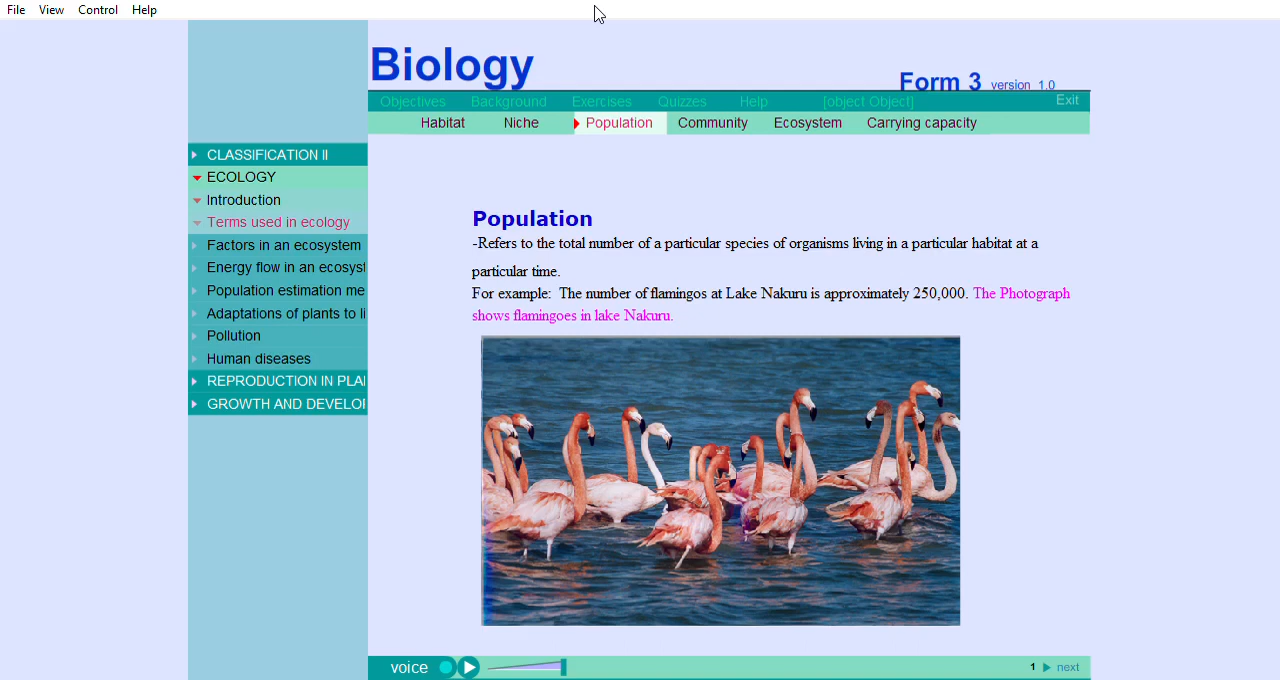 File View Control Help
Biology
Form 3 version 1.0
Objectives Background Exercises Quizzes Help [object Object] Exit
Habitat Niche Population Community Ecosystem Carrying capacity
CLASSIFICATION II
ECOLOGY
Introduction
Terms used in ecology
Factors in an ecosystem
Energy flow in an ecosyst
Population estimation me
Adaptations of plants to li
Pollution
Human diseases
REPRODUCTION IN PLA
GROWTH AND DEVELO
Population
-Refers to the total number of a particular species of organisms living in a particular habitat at a
particular time.
For example: The number of flamingos at Lake Nakuru is approximately 250,000. The Photograph
shows flamingoes in lake Nakuru.
voice
1 next